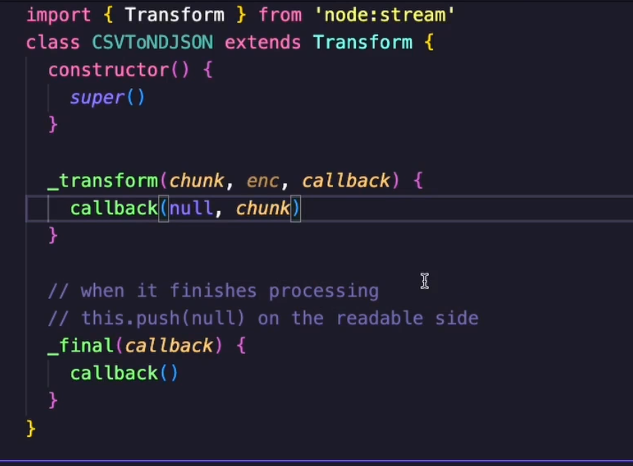 import { Transform } from 'node:stream'
class CSVToNDJSON extends Transform {
constructor() {
super()
}
_transform(chunk, enc, callback) {
callback(null, chunk)
}
// when it finishes processing
// this.push(null) on the readable side
_final(callback) {
callback()
}
}